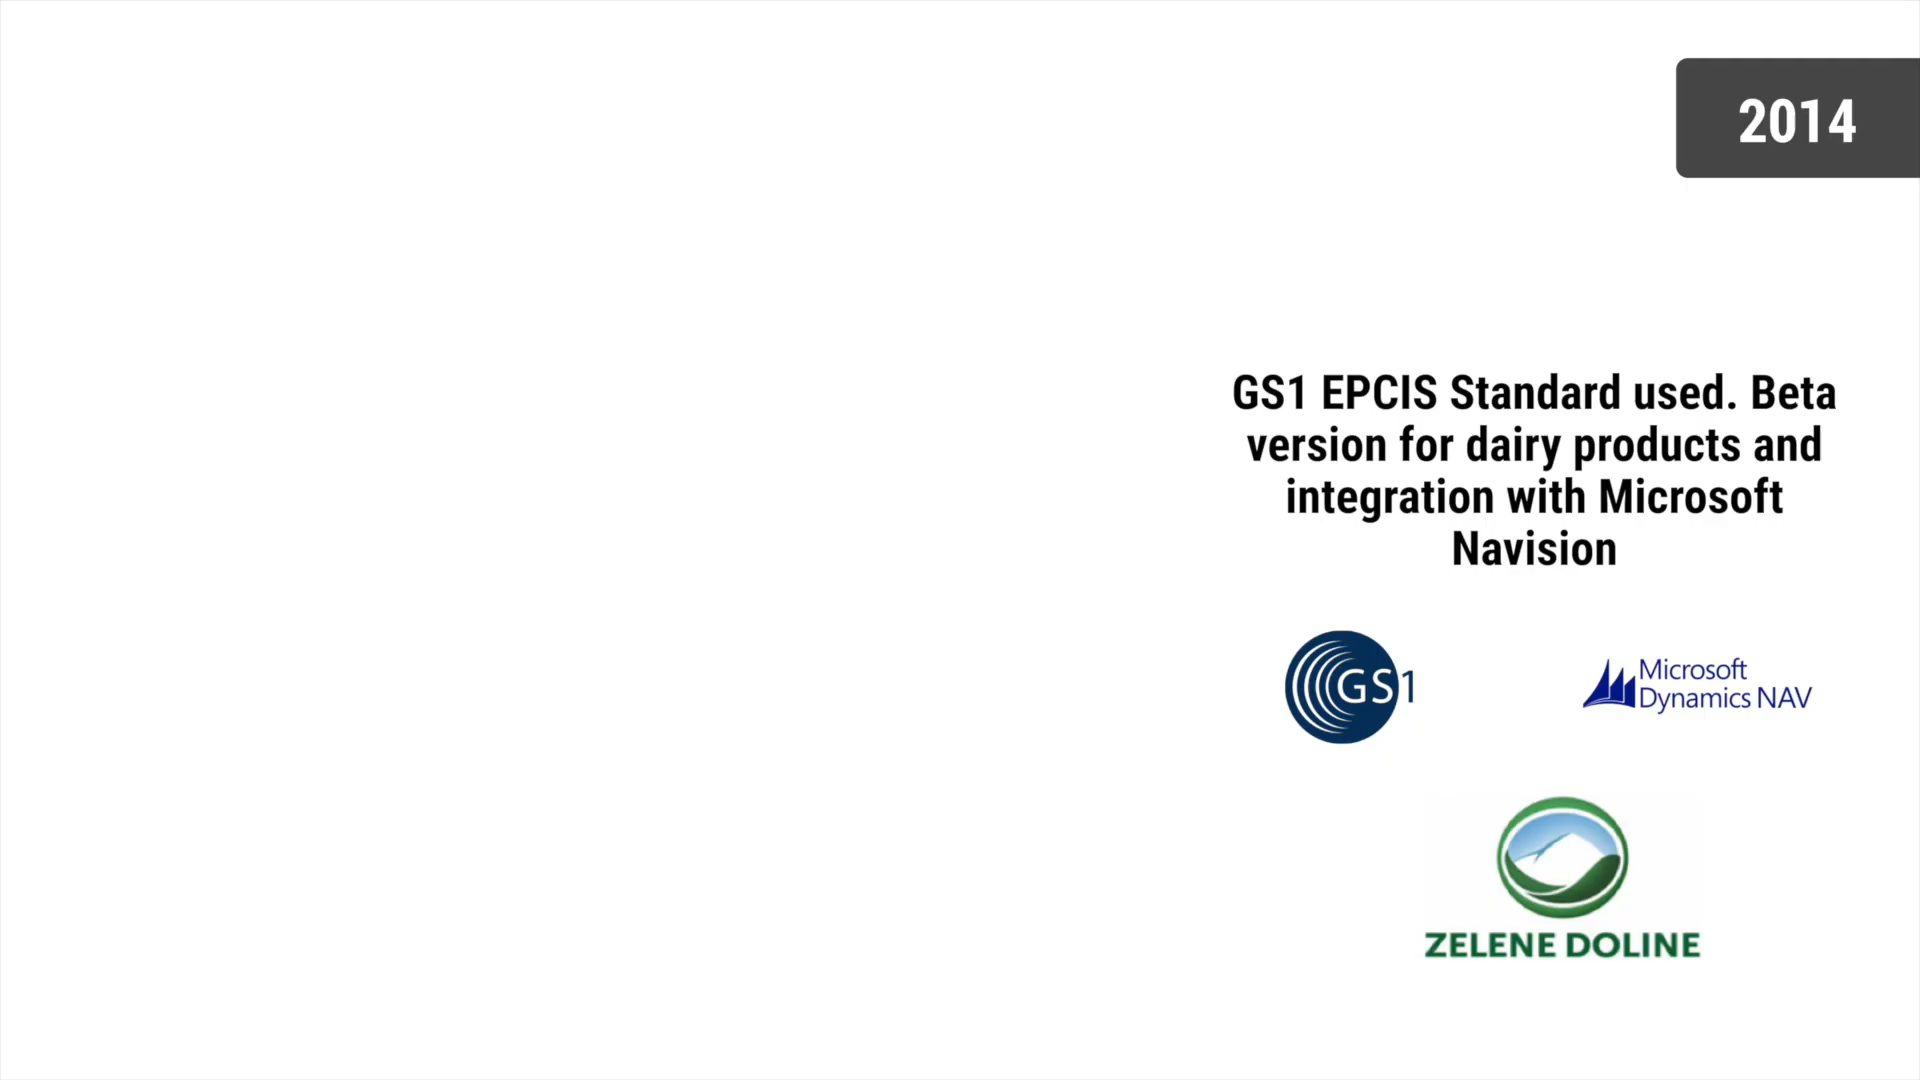 2014
GS1 EPCIS Standard used. Beta
version for dairy products and
integration with Microsoft
Navision
GS1
Microsoft
Dynamics NAV
ZELENE DOLINE